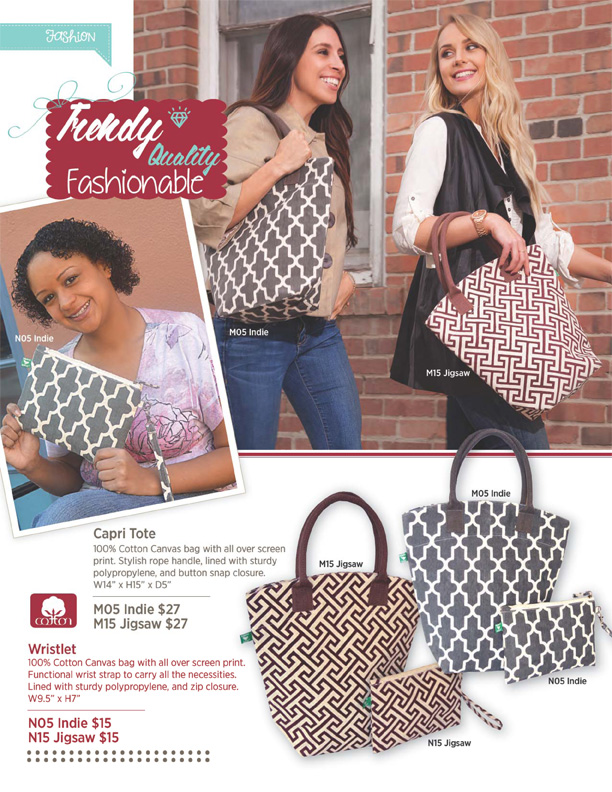 Fashion
Trendy
Quality
Fashionable
N05 Indie
M05 Indie
M15 Jigsaw
M05 Indie
M15 Jigsaw
N05 Indie
N15 Jigsaw
Capri Tote
100% Cotton Canvas bag with all over screen
print. Stylish rope handle, lined with sturdy
polypropylene, and button snap closure.
W14" x H15" x D5"
M05 Indie $27
M15 Jigsaw $27
cotton
Wristlet
100% Cotton Canvas bag with all over screen print.
Functional wrist strap to carry all the necessities.
Lined with sturdy polypropylene, and zip closure.
W9.5" x H7"
N05 Indie $15
N15 Jigsaw $15